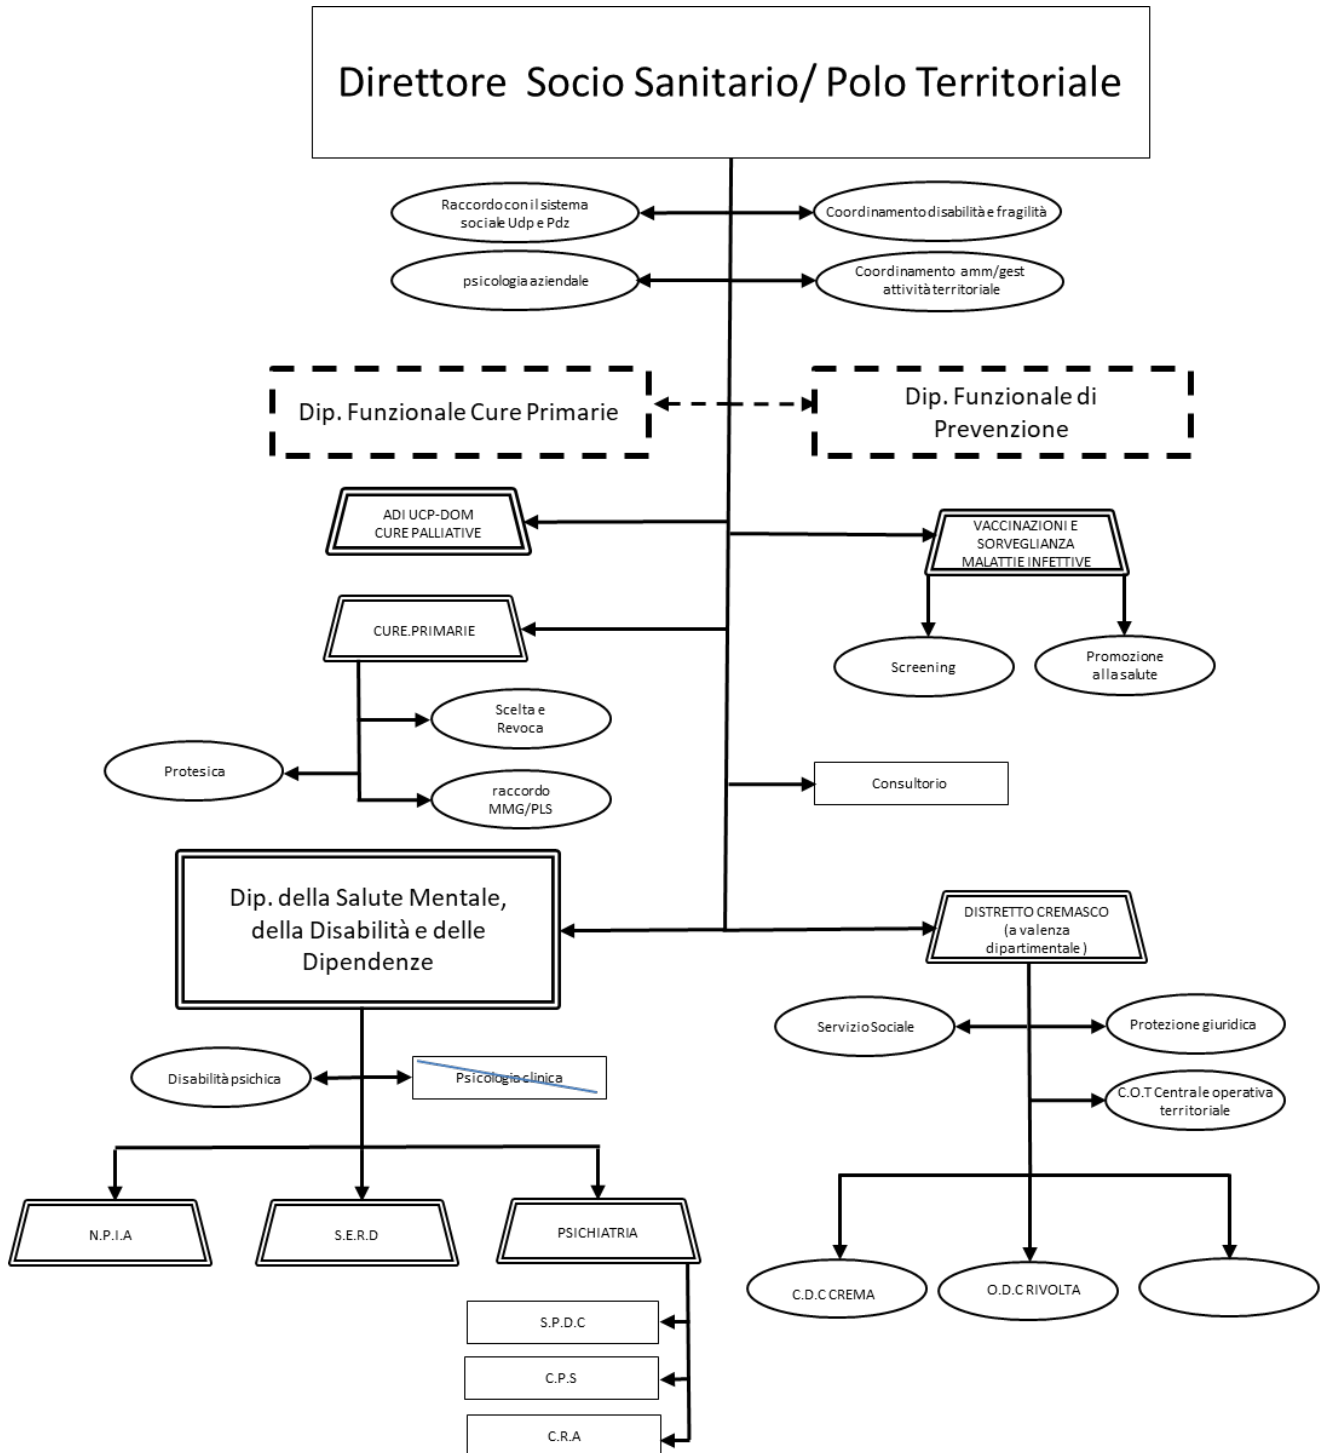 Direttore Socio Sanitario/ Polo Territoriale
Raccordo con il sistema
sociale Udp e Pdz
Coordinamento disabilità e fragilità
psicologia aziendale
Coordinamento amm/gest
attività territoriale
Dip. Funzionale Cure Primarie
Dip. Funzionale di
Prevenzione
ADI UCP-DOM
CURE PALLIATIVE
VACCINAZIONI E
SORVEGLIANZA
MALATTIE INFETTIVE
CURE.PRIMARIE
Screening
Promozione
alla salute
Scelta e
Revoca
Protesica
raccordo
MMG/PLS
Consultorio
Dip. della Salute Mentale,
della Disabilità e delle
Dipendenze
DISTRETTO CREMASCO
(a valenza
dipartimentale )
Servizio Sociale
Protezione giuridica
Disabilità psichica
Psicologia clinica
C.O.T Centrale operativa
territoriale
N.P.I.A
S.E.R.D
PSICHIATRIA
C.D.C CREMA
O.D.C RIVOLTA
S.P.D.C
C.P.S
C.R.A